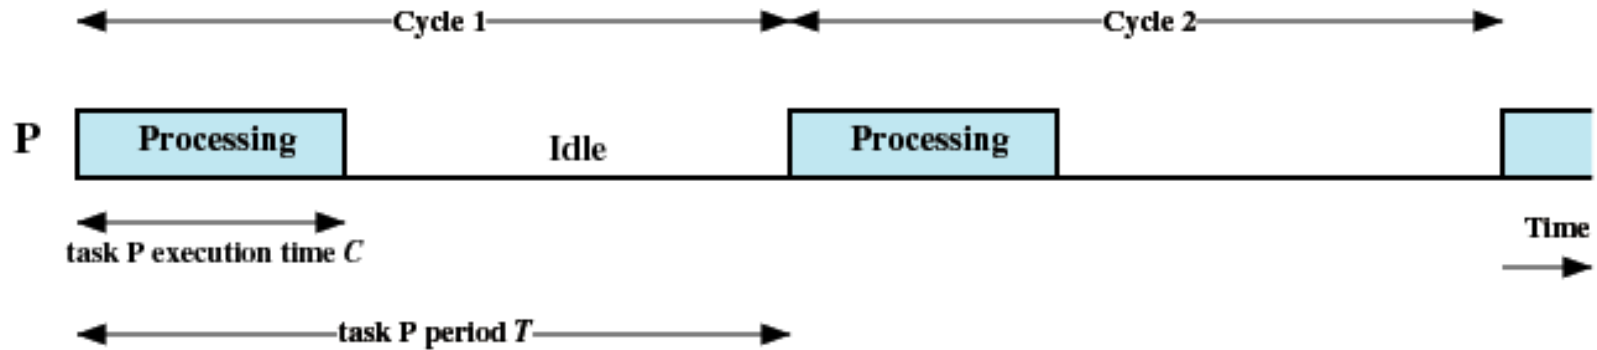 Cycle 1
Cycle 2
P
Processing
Idle
Processing
task P execution time C
Time
task P period T